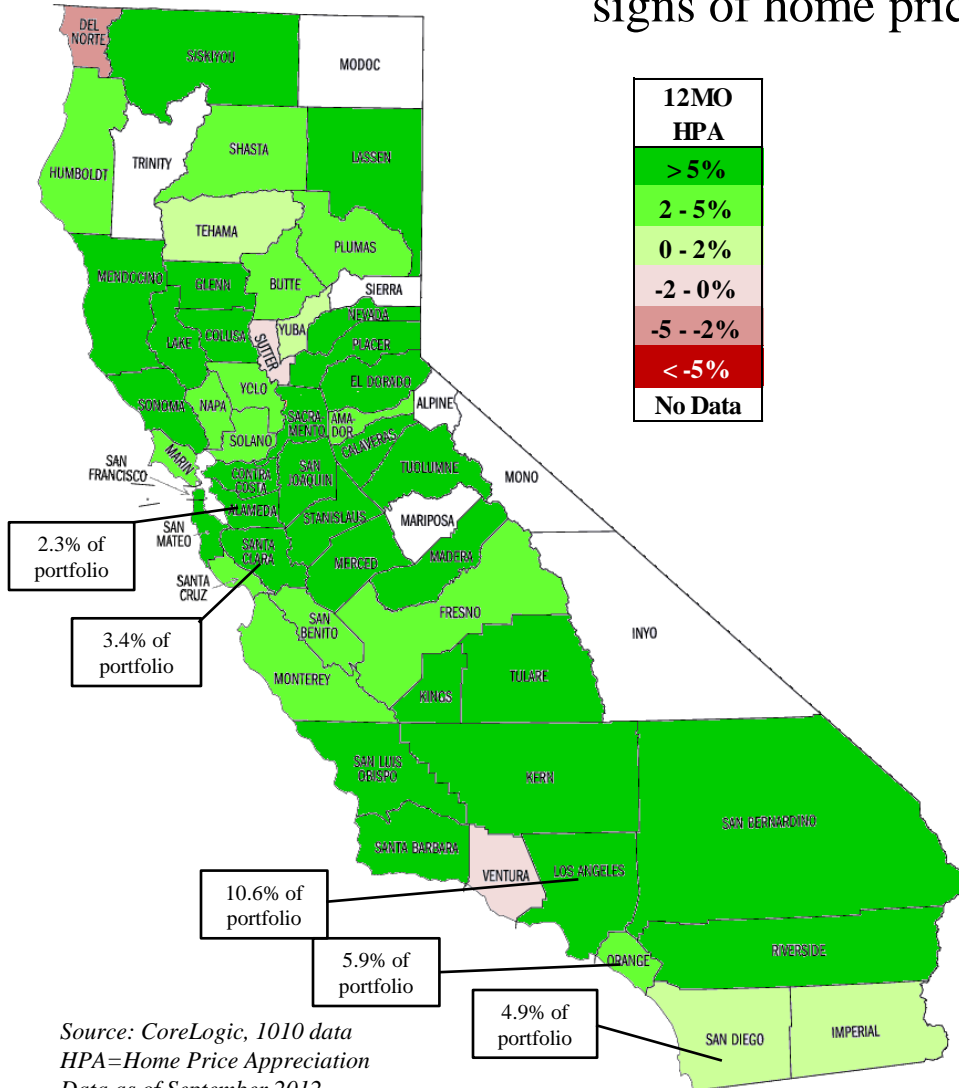 signs of home pric
12MO
HPA
> 5%
2 - 5%
0 - 2%
-2 - 0%
-5 - -2%
< -5%
No Data
DEL
NORTE
SISKIYOU
MODOC
HUMBOLDT
TRINITY
SHASTA
LASSEN
TEHAMA
PLUMAS
MENDOCINO
GLENN
BUTTE
SIERRA
NEVADA
LAKE
COLUSA
SUTTER
YUBA
PLACER
EL DORADO
SONOMA
NAPA
YOLO
SACRA-
MENTO
AMA-
DOR
ALPINE
SOLANO
CALAVERAS
MARIN
SAN
FRANCISCO
CONTRA
COSTA
SAN
JOAQUIN
TUOLUMNE
MONO
ALAMEDA
STANISLAUS
MARIPOSA
SAN
MATEO
SANTA
CLARA
MERCED
MADERA
2.3% of
portfolio
SANTA
CRUZ
SAN
BENITO
FRESNO
INYO
3.4% of
portfolio
MONTEREY
KINGS
TULARE
SAN LUIS
OBISPO
KERN
SAN BERNARDINO
SANTA BARBARA
VENTURA
LOS ANGELES
10.6% of
portfolio
ORANGE
RIVERSIDE
5.9% of
portfolio
4.9% of
portfolio
SAN DIEGO
IMPERIAL
Source: CoreLogic, 1010 data
HPA=Home Price Appreciation
Data as of September 2012